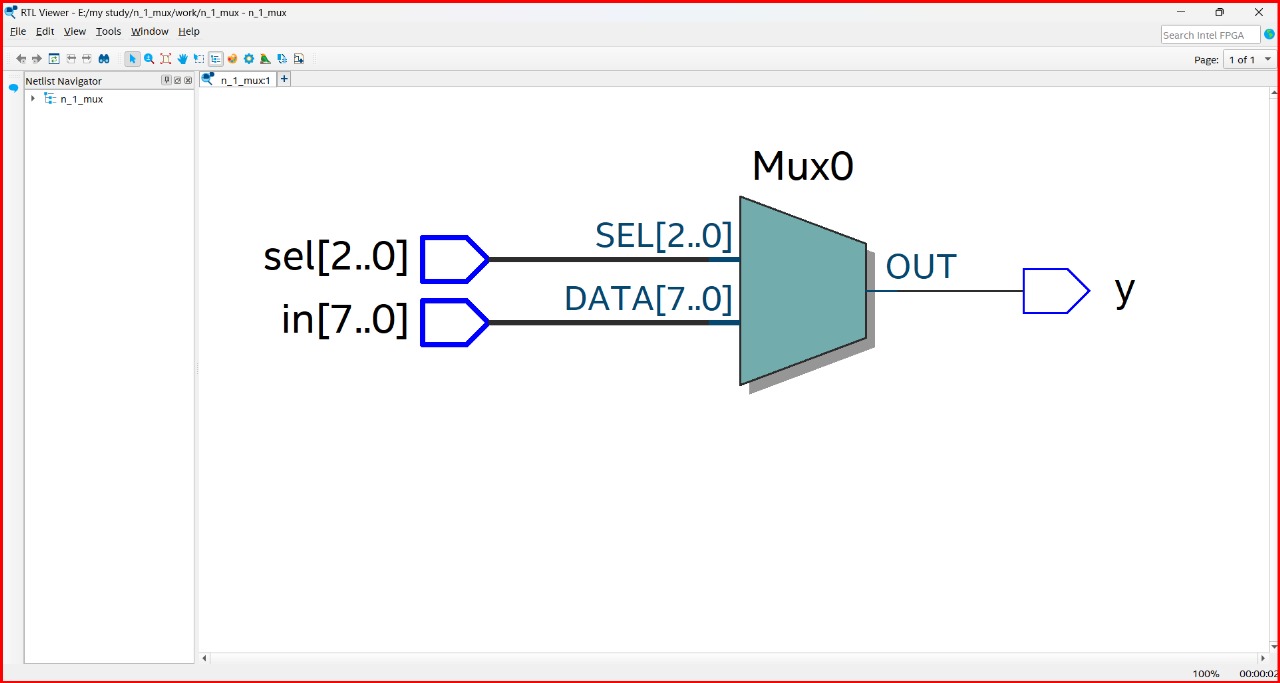 RTL Viewer - E:/my study/n_1_mux/work/n_1_mux - n_1_mux
File Edit View Tools Window Help
Search Intel FPGA
Page: 1 of 1
Netlist Navigator
n_1_mux:1
n_1_mux
Mux0
SEL[2..0]
sel[2..0]
OUT
DATA[7..0]
y
in[7..0]
100% 00:00:02